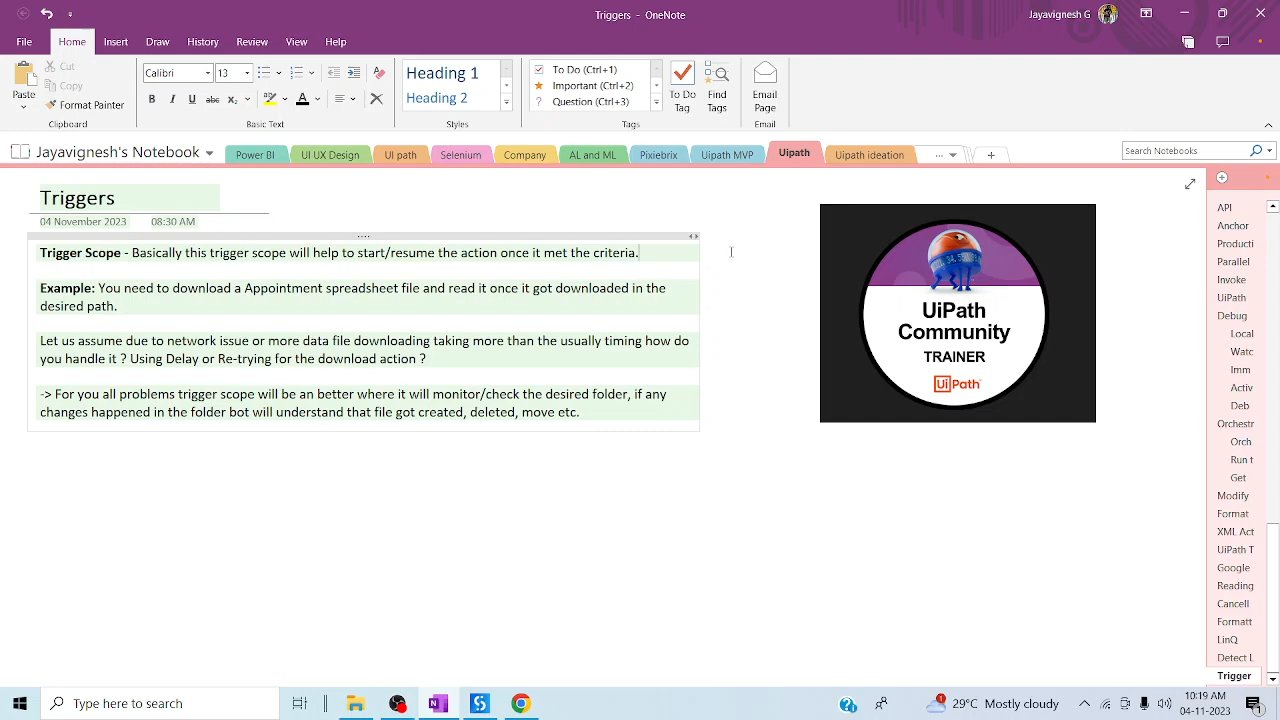 Triggers - OneNote
Jayavignesh G
File Home Insert Draw History Review View Help
Paste
Cut
Copy
Format Painter
Clipboard
Calibri 13
B I U abc X₂ A
Basic Text
Heading 1
Heading 2
Styles
To Do (Ctrl+1)
Important (Ctrl+2)
Question (Ctrl+3)
To Do Tag
Find Tags
Tags
Email Page
Email
Jayavignesh's Notebook Power BI UI UX Design UI path Selenium Company AL and ML Pixiebrix Uipath MVP Uipath Uipath ideation ... Search Notebooks
Triggers
04 November 2023 08:30 AM
Trigger Scope - Basically this trigger scope will help to start/resume the action once it met the criteria.
Example: You need to download a Appointment spreadsheet file and read it once it got downloaded in the
desired path.
Let us assume due to network issue or more data file downloading taking more than the usually timing how do
you handle it ? Using Delay or Re-trying for the download action ?
-> For you all problems trigger scope will be an better where it will monitor/check the desired folder, if any
changes happened in the folder bot will understand that file got created, deleted, move etc.
UiPath
Community
TRAINER
UiPath
API
Anchor
Producti
Parallel
Invoke
UiPath
Debug
Local
Watc
Imm
Activ
Deb
Orchestr
Orch
Run t
Get
Modify
Format
XML Act
UiPath T
Google
Reading
Cancell
Formatt
LinQ
Detect L
Trigger
Type here to search
29°C Mostly cloudy
10:19 AM
04-11-2023